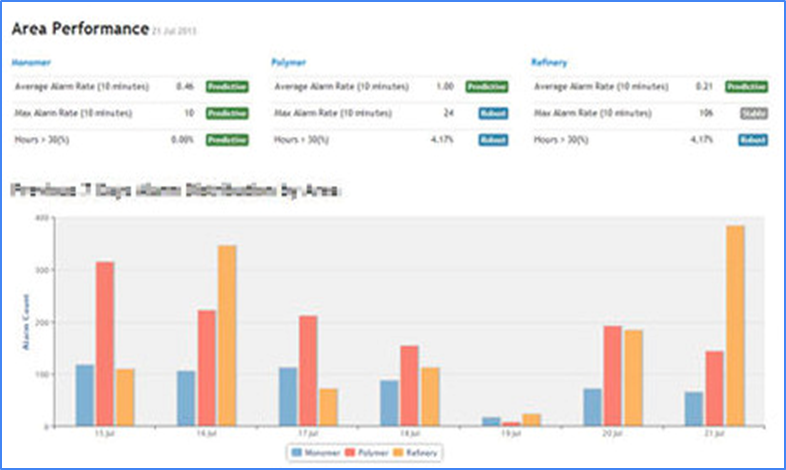 Area Performance 21 Jul 2013
Monomer Polymer Refinery
Average Alarm Rate (10 minutes) 0.46 Predictive Average Alarm Rate (10 minutes) 1.00 Predictive Average Alarm Rate (10 minutes) 0.21 Predictive
Max Alarm Rate (10 minutes) 10 Predictive Max Alarm Rate (10 minutes) 24 Robust Max Alarm Rate (10 minutes) 106 Stable
Hours > 30(%) 0.00% Predictive Hours > 30(%) 4.17% Robust Hours > 30(%) 4.17% Robust
Previous 7 Days Alarm Distribution by Area
400
300
200
100
0
Alarm Count
15 Jul 16 Jul 17 Jul 18 Jul 19 Jul 20 Jul 21 Jul
Monomer Polymer Refinery